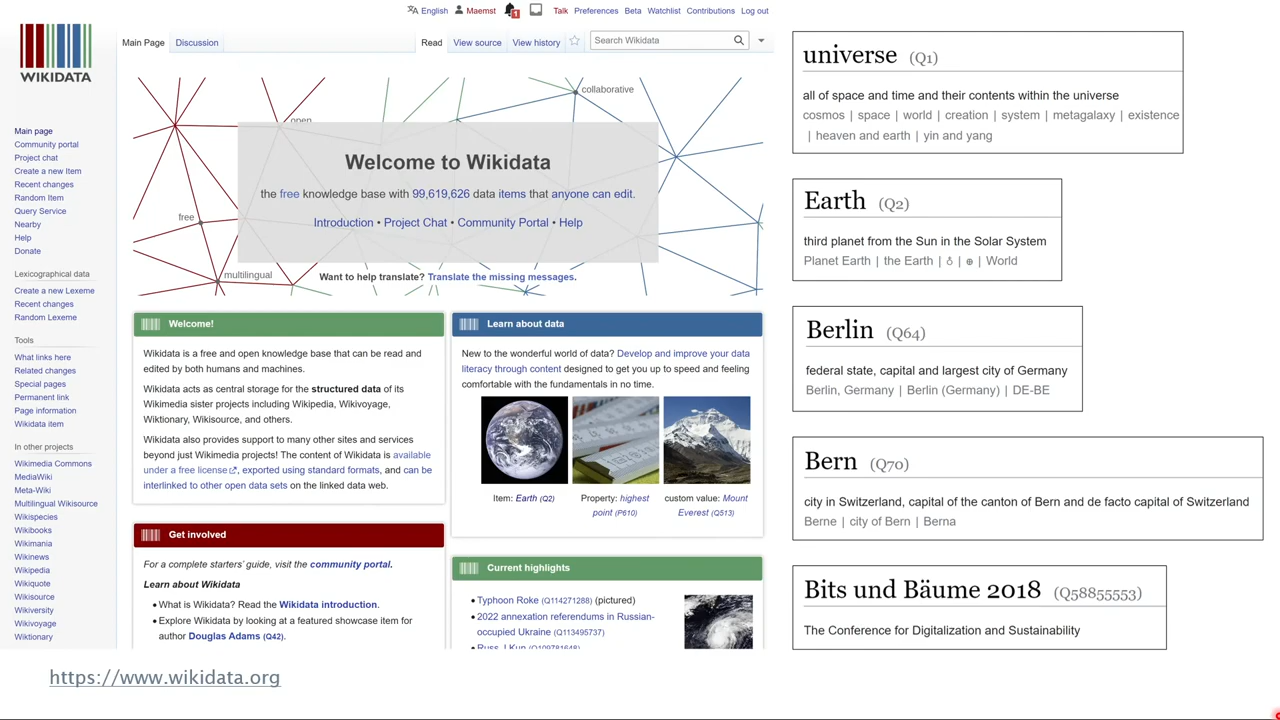 English Maemst 1 Talk Preferences Beta Watchlist Contributions Log out
WIKIDATA
Main Page Discussion Read View source View history Search Wikidata
Main page
Community portal
Project chat
Create a new Item
Recent changes
Random Item
Query Service
Nearby
Help
Donate
Lexicographical data
Create a new Lexeme
Recent changes
Random Lexeme
Tools
What links here
Related changes
Special pages
Permanent link
Page information
Wikidata item
In other projects
Wikimedia Commons
MediaWiki
Meta-Wiki
Multilingual Wikisource
Wikispecies
Wikibooks
Wikimania
Wikinews
Wikipedia
Wikiquote
Wikisource
Wikiversity
Wikivoyage
Wiktionary
collaborative
open
free
multilingual
Welcome to Wikidata
the free knowledge base with 99,619,626 data items that anyone can edit.
Introduction • Project Chat • Community Portal • Help
Want to help translate? Translate the missing messages.
Welcome!
Wikidata is a free and open knowledge base that can be read and
edited by both humans and machines.
Wikidata acts as central storage for the structured data of its
Wikimedia sister projects including Wikipedia, Wikivoyage,
Wiktionary, Wikisource, and others.
Wikidata also provides support to many other sites and services
beyond just Wikimedia projects! The content of Wikidata is available
under a free license, exported using standard formats, and can be
interlinked to other open data sets on the linked data web.
Get involved
For a complete starters' guide, visit the community portal.
Learn about Wikidata
• What is Wikidata? Read the Wikidata introduction.
• Explore Wikidata by looking at a featured showcase item for
author Douglas Adams (Q42).
Learn about data
New to the wonderful world of data? Develop and improve your data
literacy through content designed to get you up to speed and feeling
comfortable with the fundamentals in no time.
Item: Earth (Q2)
Property: highest
point (P610)
custom value: Mount
Everest (Q513)
Current highlights
• Typhoon Roke (Q114271288) (pictured)
• 2022 annexation referendums in Russian-
occupied Ukraine (Q113495737)
universe (Q1)
all of space and time and their contents within the universe
cosmos | space | world | creation | system | metagalaxy | existence
| heaven and earth | yin and yang
Earth (Q2)
third planet from the Sun in the Solar System
Planet Earth | the Earth | ♁ | ⊕ | World
Berlin (Q64)
federal state, capital and largest city of Germany
Berlin, Germany | Berlin (Germany) | DE-BE
Bern (Q70)
city in Switzerland, capital of the canton of Bern and de facto capital of Switzerland
Berne | city of Bern | Berna
Bits und Bäume 2018 (Q58855553)
The Conference for Digitalization and Sustainability
https://www.wikidata.org